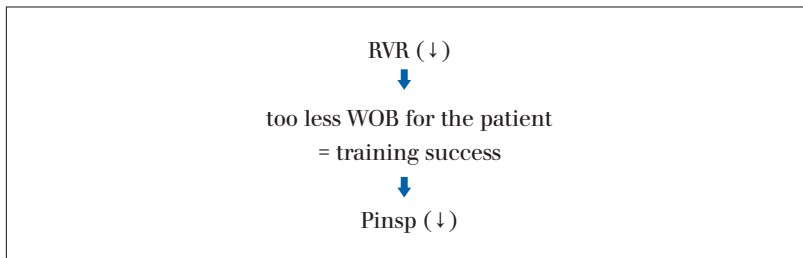 RVR (↓)
too less WOB for the patient
= training success
Pinsp (↓)